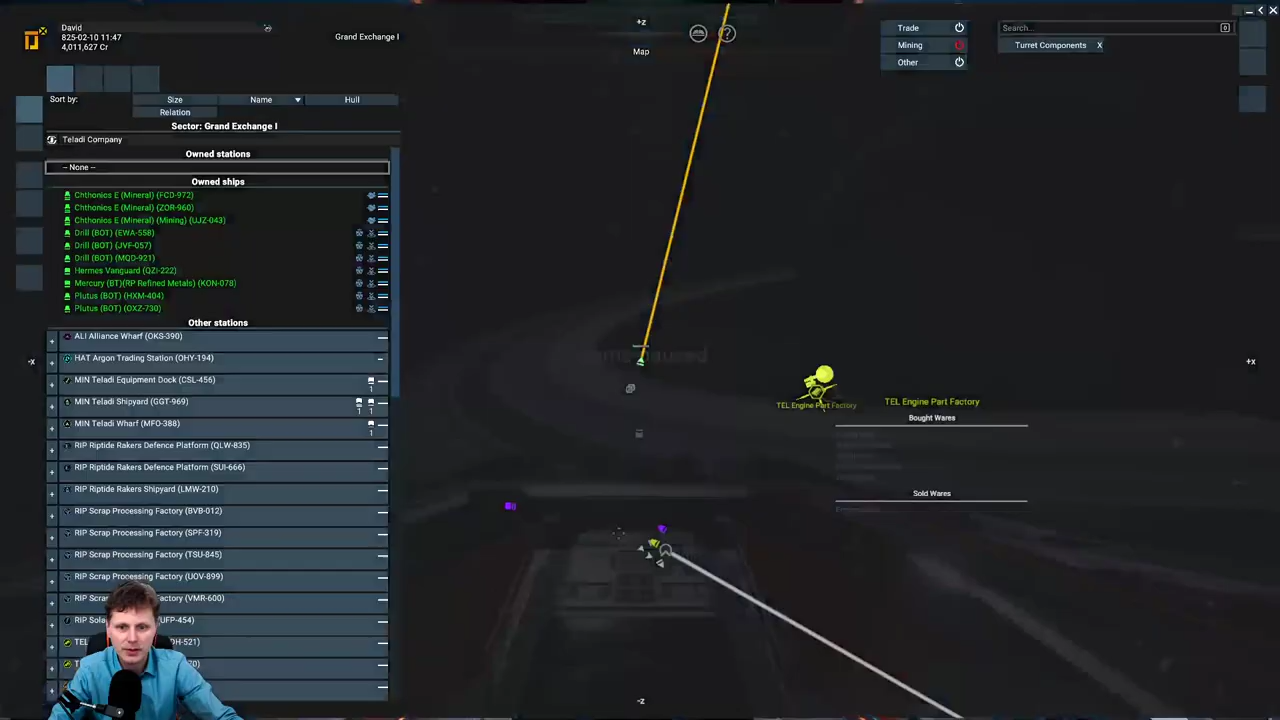 David
825-02-10 11:47
4,011,627 Cr
Grand Exchange I
Sort by:
Size
Name
Hull
Relation
Sector: Grand Exchange I
Teladi Company
Owned stations
-- None --
Owned ships
Chthonios E (Mineral) (FCD-972)
Chthonios E (Mineral) (ZOR-960)
Chthonios E (Mineral) (Mining) (UJZ-043)
Drill (BOT) (EWA-558)
Drill (BOT) (JVF-057)
Drill (BOT) (MQD-921)
Hermes Vanguard (QZI-222)
Mercury (BT)(RP Refined Metals) (KON-078)
Plutus (BOT) (HXM-404)
Plutus (BOT) (OXZ-730)
Other stations
ALI Alliance Wharf (OKS-390)
HAT Argon Trading Station (OHY-194)
MIN Teladi Equipment Dock (CSL-456)
1
MIN Teladi Shipyard (GGT-969)
1 1
MIN Teladi Wharf (MFO-388)
1
RIP Riptide Rakers Defence Platform (QLW-835)
RIP Riptide Rakers Defence Platform (SUI-666)
RIP Riptide Rakers Shipyard (LMW-210)
RIP Scrap Processing Factory (BVB-012)
RIP Scrap Processing Factory (SPF-319)
RIP Scrap Processing Factory (TSU-845)
RIP Scrap Processing Factory (UOV-899)
RIP Scra Factory (VMR-600)
RIP Sola UFP-454)
TEL DH-521)
+z
Map
?
-x
+x
-z
TEL Engine Part Factory
TEL Engine Part Factory
Bought Wares
Sold Wares
Trade
Mining
Other
Search...
Turret Components X